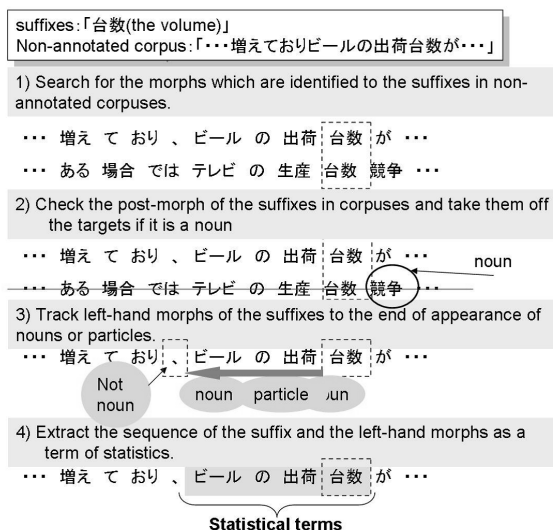 suffixes:「台数(the volume)」
Non-annotated corpus:「･･･増えておりビールの出荷台数が･･･」
1) Search for the morphs which are identified to the suffixes in non-
annotated corpuses.
･･･ 増え て おり 、 ビール の 出荷 台数 が ･･･
･･･ ある 場合 では テレビ の 生産 台数 競争 ･･･
2) Check the post-morph of the suffixes in corpuses and take them off
the targets if it is a noun
･･･ 増え て おり 、 ビール の 出荷 台数 が ･･･
noun
･･･ ある 場合 では テレビ の 生産 台数 競争 ･･･
3) Track left-hand morphs of the suffixes to the end of appearance of
nouns or particles.
･･･ 増え て おり 、 ビール の 出荷 台数 が ･･･
Not
noun
noun particle oun
4) Extract the sequence of the suffix and the left-hand morphs as a
term of statistics.
･･･ 増え て おり 、 ビール の 出荷 台数 が ･･･
Statistical terms